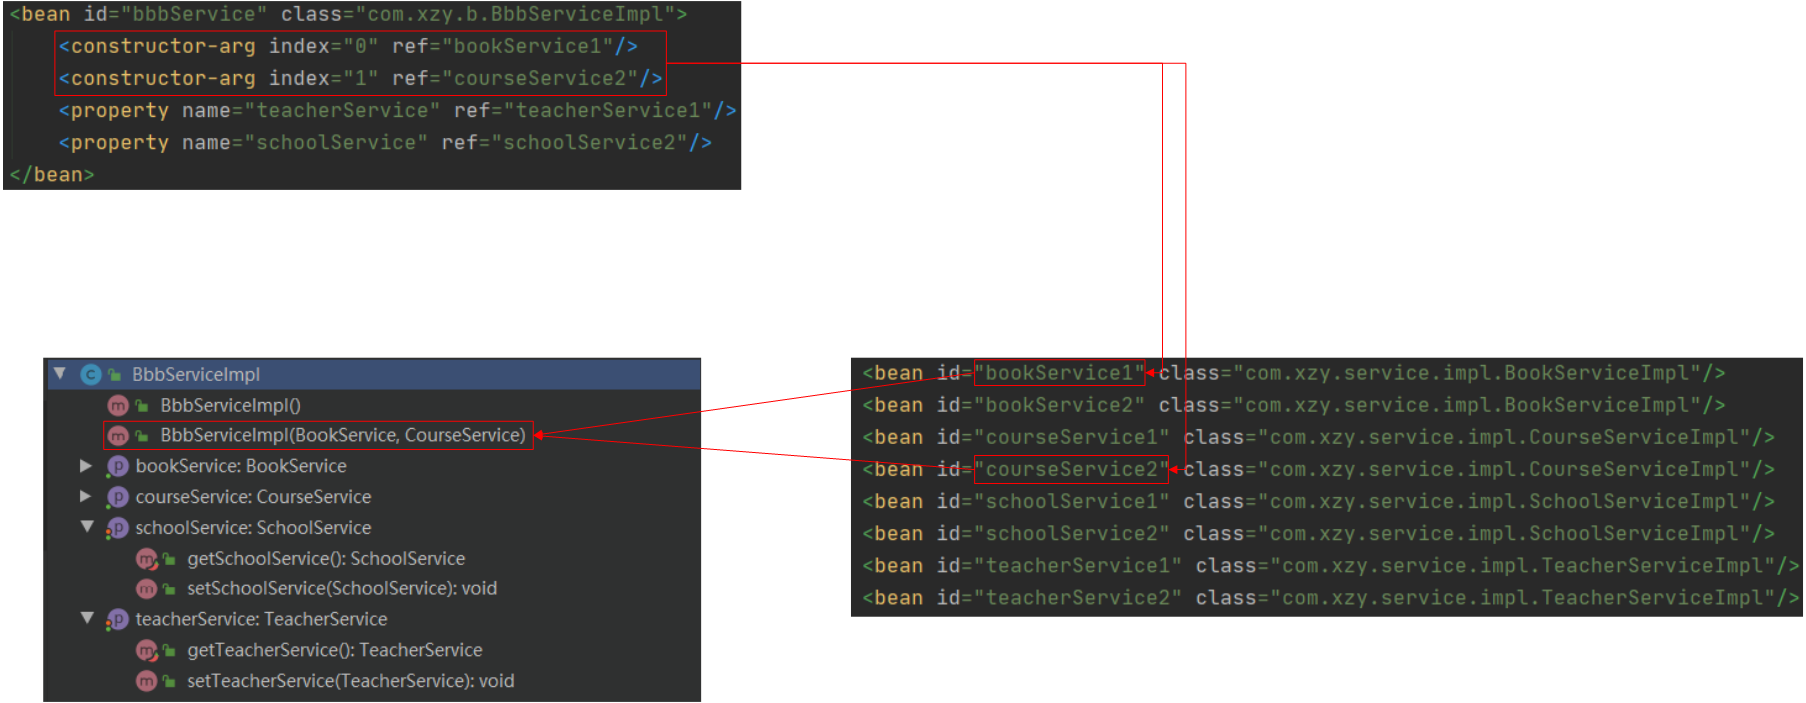 <bean id="bbbService" class="com.xzy.b.BbbServiceImpl">
<constructor-arg index="0" ref="bookService1"/>
<constructor-arg index="1" ref="courseService2"/>
<property name="teacherService" ref="teacherService1"/>
<property name="schoolService" ref="schoolService2"/>
</bean>
BbbServiceImpl
BbbServiceImpl()
BbbServiceImpl(BookService, CourseService)
bookService: BookService
courseService: CourseService
schoolService: SchoolService
getSchoolService(): SchoolService
setSchoolService(SchoolService): void
teacherService: TeacherService
getTeacherService(): TeacherService
setTeacherService(TeacherService): void
<bean id="bookService1" class="com.xzy.service.impl.BookServiceImpl"/>
<bean id="bookService2" class="com.xzy.service.impl.BookServiceImpl"/>
<bean id="courseService1" class="com.xzy.service.impl.CourseServiceImpl"/>
<bean id="courseService2" class="com.xzy.service.impl.CourseServiceImpl"/>
<bean id="schoolService1" class="com.xzy.service.impl.SchoolServiceImpl"/>
<bean id="schoolService2" class="com.xzy.service.impl.SchoolServiceImpl"/>
<bean id="teacherService1" class="com.xzy.service.impl.TeacherServiceImpl"/>
<bean id="teacherService2" class="com.xzy.service.impl.TeacherServiceImpl"/>